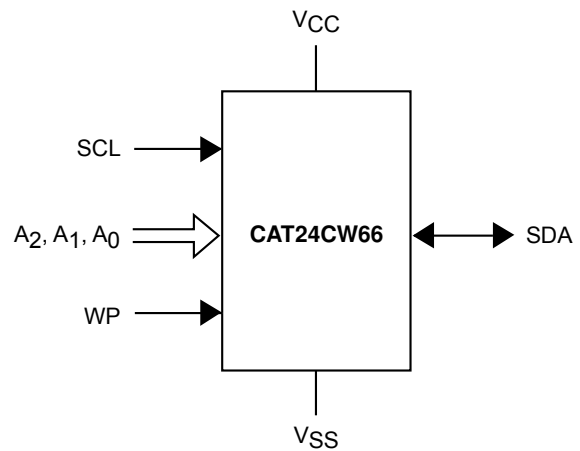 VCC
SCL
A2, A1, A0
CAT24CW66
SDA
WP
VSS